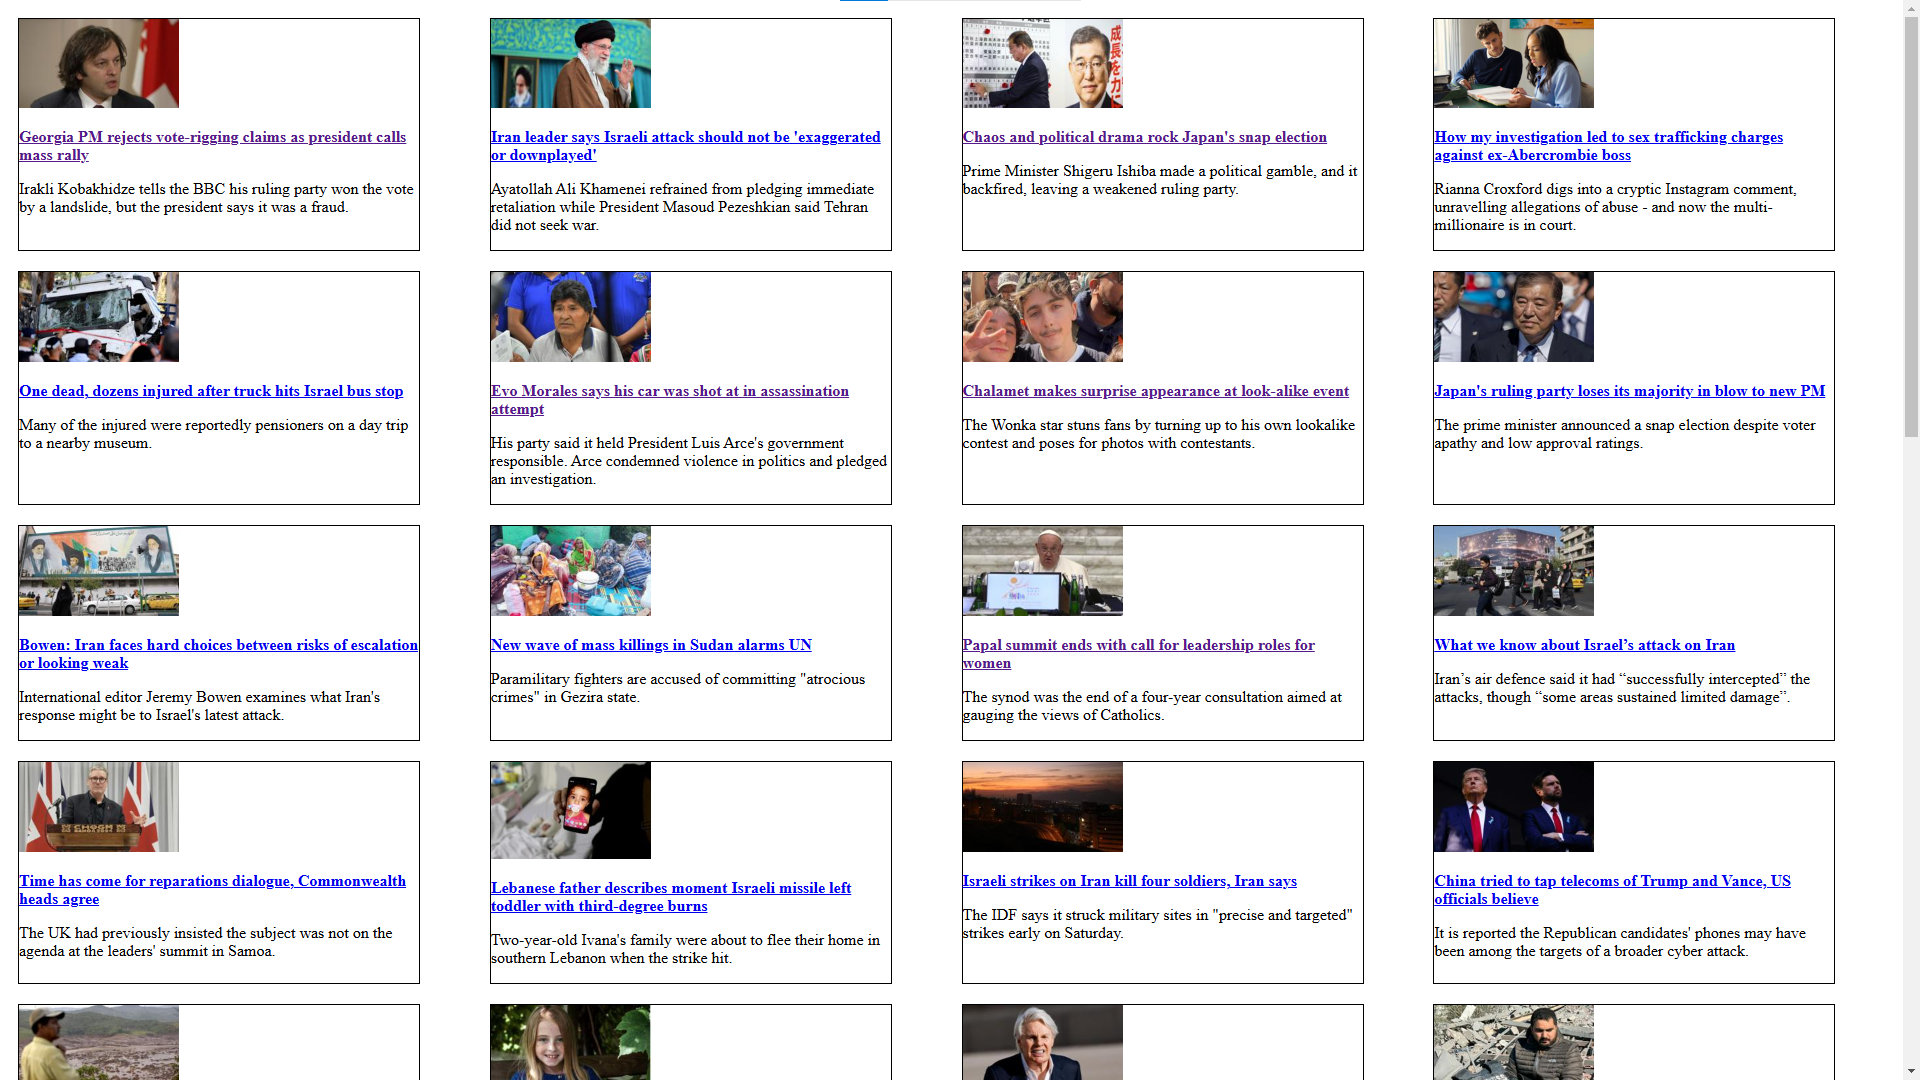 Georgia PM rejects vote-rigging claims as president calls
mass rally
Irakli Kobakhidze tells the BBC his ruling party won the vote
by a landslide, but the president says it was a fraud.
Iran leader says Israeli attack should not be 'exaggerated
or downplayed'
Ayatollah Ali Khamenei refrained from pledging immediate
retaliation while President Masoud Pezeshkian said Tehran
did not seek war.
成長を力に
Chaos and political drama rock Japan's snap election
Prime Minister Shigeru Ishiba made a political gamble, and it
backfired, leaving a weakened ruling party.
How my investigation led to sex trafficking charges
against ex-Abercrombie boss
Rianna Croxford digs into a cryptic Instagram comment,
unravelling allegations of abuse - and now the multi-
millionaire is in court.
One dead, dozens injured after truck hits Israel bus stop
Many of the injured were reportedly pensioners on a day trip
to a nearby museum.
Evo Morales says his car was shot at in assassination
attempt
His party said it held President Luis Arce's government
responsible. Arce condemned violence in politics and pledged
an investigation.
Chalamet makes surprise appearance at look-alike event
The Wonka star stuns fans by turning up to his own lookalike
contest and poses for photos with contestants.
Japan's ruling party loses its majority in blow to new PM
The prime minister announced a snap election despite voter
apathy and low approval ratings.
Bowen: Iran faces hard choices between risks of escalation
or looking weak
International editor Jeremy Bowen examines what Iran's
response might be to Israel's latest attack.
New wave of mass killings in Sudan alarms UN
Paramilitary fighters are accused of committing "atrocious
crimes" in Gezira state.
Papal summit ends with call for leadership roles for
women
The synod was the end of a four-year consultation aimed at
gauging the views of Catholics.
What we know about Israel’s attack on Iran
Iran’s air defence said it had “successfully intercepted” the
attacks, though “some areas sustained limited damage”.
Time has come for reparations dialogue, Commonwealth
heads agree
The UK had previously insisted the subject was not on the
agenda at the leaders' summit in Samoa.
Lebanese father describes moment Israeli missile left
toddler with third-degree burns
Two-year-old Ivana's family were about to flee their home in
southern Lebanon when the strike hit.
Israeli strikes on Iran kill four soldiers, Iran says
The IDF says it struck military sites in "precise and targeted"
strikes early on Saturday.
China tried to tap telecoms of Trump and Vance, US
officials believe
It is reported the Republican candidates' phones may have
been among the targets of a broader cyber attack.